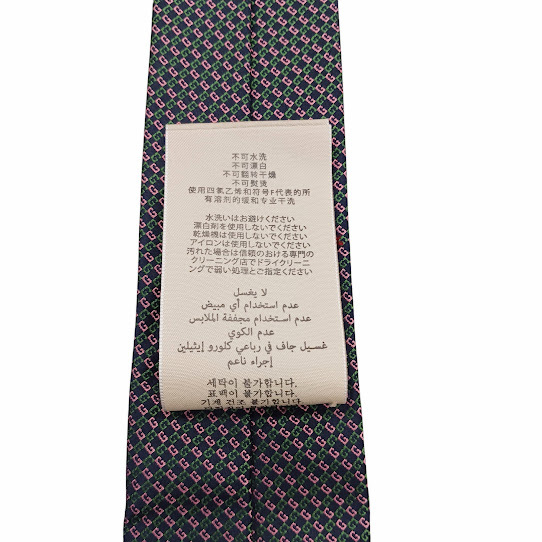 不可水洗
不可漂白
不可翻转干燥
不可熨烫
使用四氯乙烯和符号F代表的所
有溶剂的缓和专业干洗
水洗いはお避けください
漂白剤を使用しないでください
乾燥機は使用しないでください
アイロンは使用しないでください
汚れた場合は信頼のおける専門の
クリーニング店でドライクリーニ
ングで弱い処理とご指定ください
لا يغسل
عدم استخدام أي مبيض
عدم استخدام مجففة الملابس
عدم الكوي
غسيل جاف في رباعي كلورو إيثيلين
إجراء ناعم
세탁이 불가합니다.
표백이 불가합니다.
기계 건조 불가합니다.